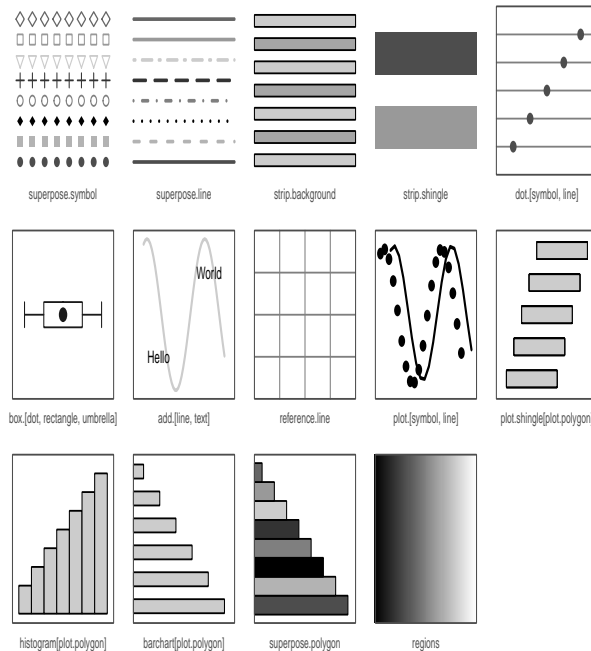 superpose.symbol
superpose.line
strip.background
strip.shingle
dot.[symbol, line]
World
Hello
box.[dot, rectangle, umbrella]
add.[line, text]
reference.line
plot.[symbol, line]
plot.shingle[plot.polygon
histogram[plot.polygon]
barchart[plot.polygon]
superpose.polygon
regions